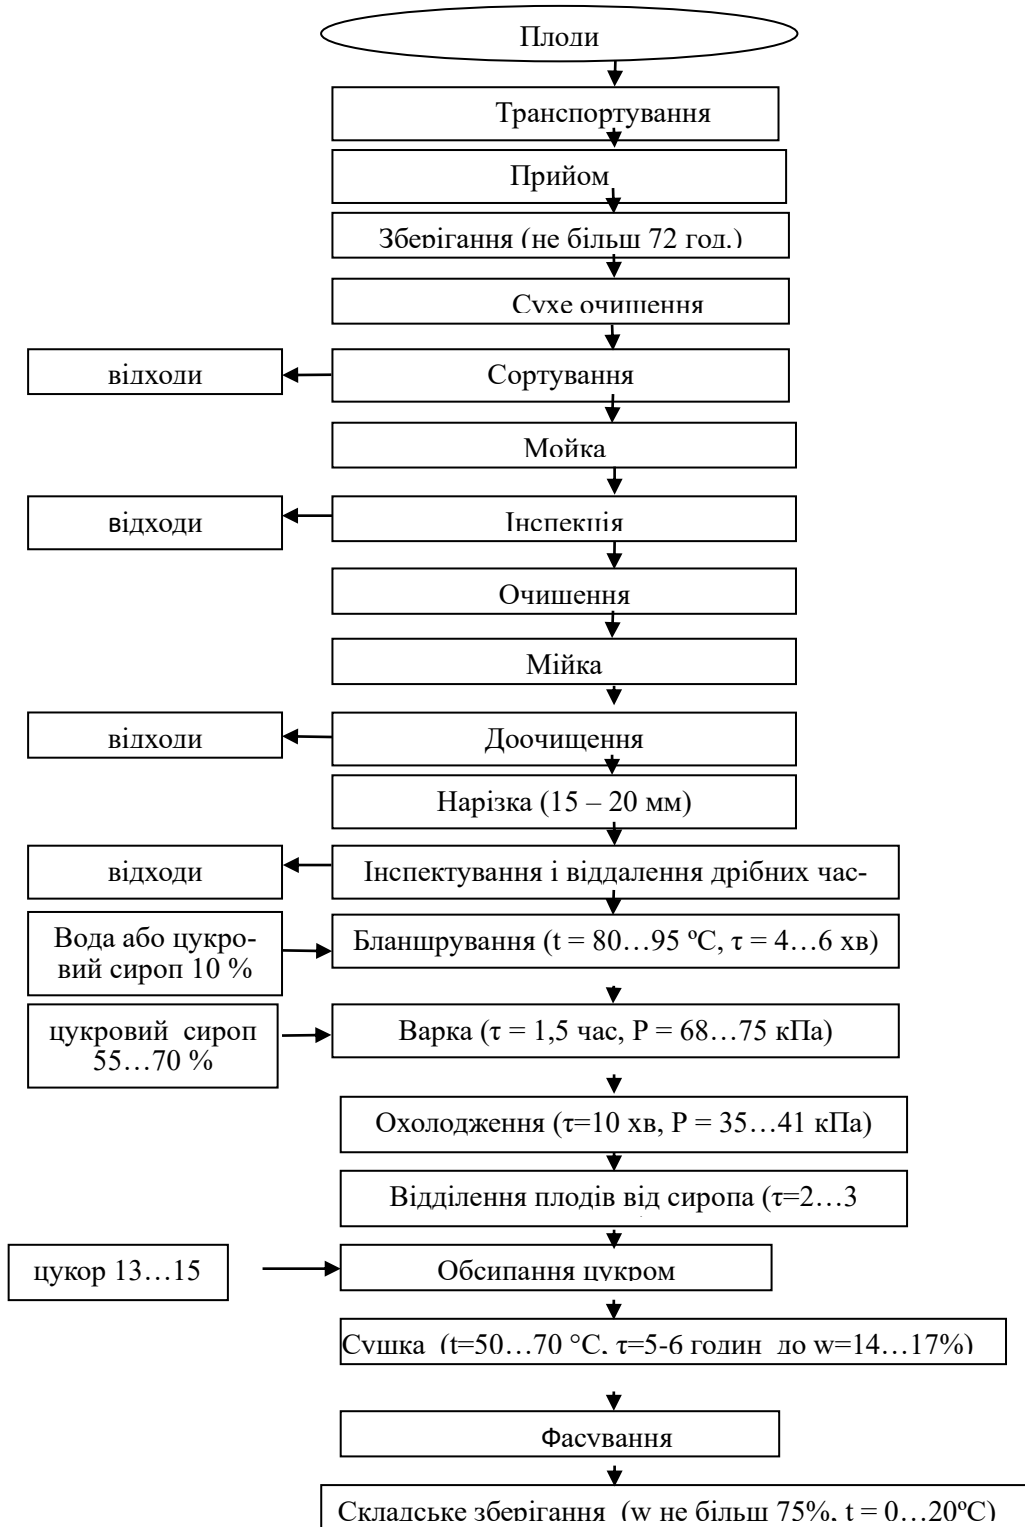 Плоди
Транспортування
Прийом
Зберігання (не більш 72 год.)
Сухе очищення
відходи
Сортування
Мойка
відходи
Інспекція
Очишення
Мійка
відходи
Доочищення
Нарізка (15 – 20 мм)
відходи
Інспектування і віддалення дрібних час-
Вода або цукро-
вий сироп 10 %
Бланшрування (t = 80…95 ºС, τ = 4…6 хв)
цукровий сироп
55…70 %
Варка (τ = 1,5 час, Р = 68…75 кПа)
Охолодження (τ=10 хв, Р = 35…41 кПа)
Відділення плодів від сиропа (τ=2…3
цукор 13…15
Обсипання цукром
Сушка (t=50…70 °С, τ=5-6 годин до w=14…17%)
Фасування
Складське зберігання (w не більш 75%, t = 0…20ºС)